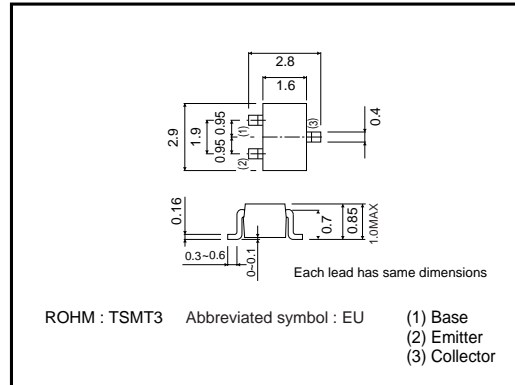 2.8
1.6
2.9
1.9
0.95
0.95
(1)
(2)
(3)
0.4
0.16
0.3~0.6
0~0.1
0.7
0.85
1.0MAX
Each lead has same dimensions
ROHM : TSMT3 Abbreviated symbol : EU
(1) Base
(2) Emitter
(3) Collector